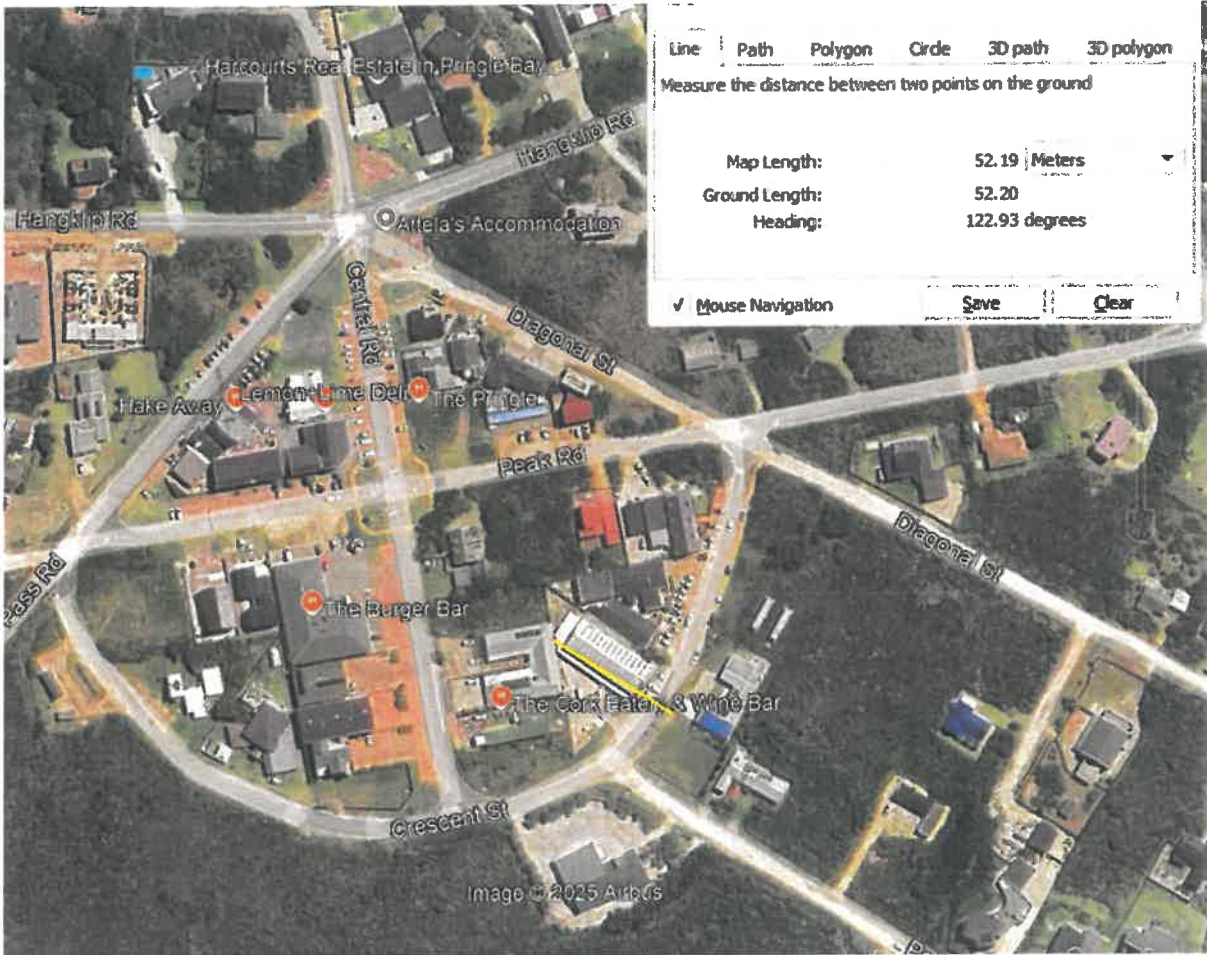 Line Path Polygon Circle 3D path 3D polygon
Measure the distance between two points on the ground
Map Length: 52.19 Meters
Ground Length: 52.20
Heading: 122.93 degrees
✓ Mouse Navigation Save Clear
Harcourts Real Estate in Pringle Bay
Hangklip Rd
Hangklip Rd
Attela's Accommodation
Central Rd
Diagonal St
Hake Away
Lemon+Lime Deli
The Pringle
Peak Rd
Diagonal St
Pass Rd
The Burger Bar
The Cork Eatery & Wine Bar
Crescent St
Image © 2025 Airbus